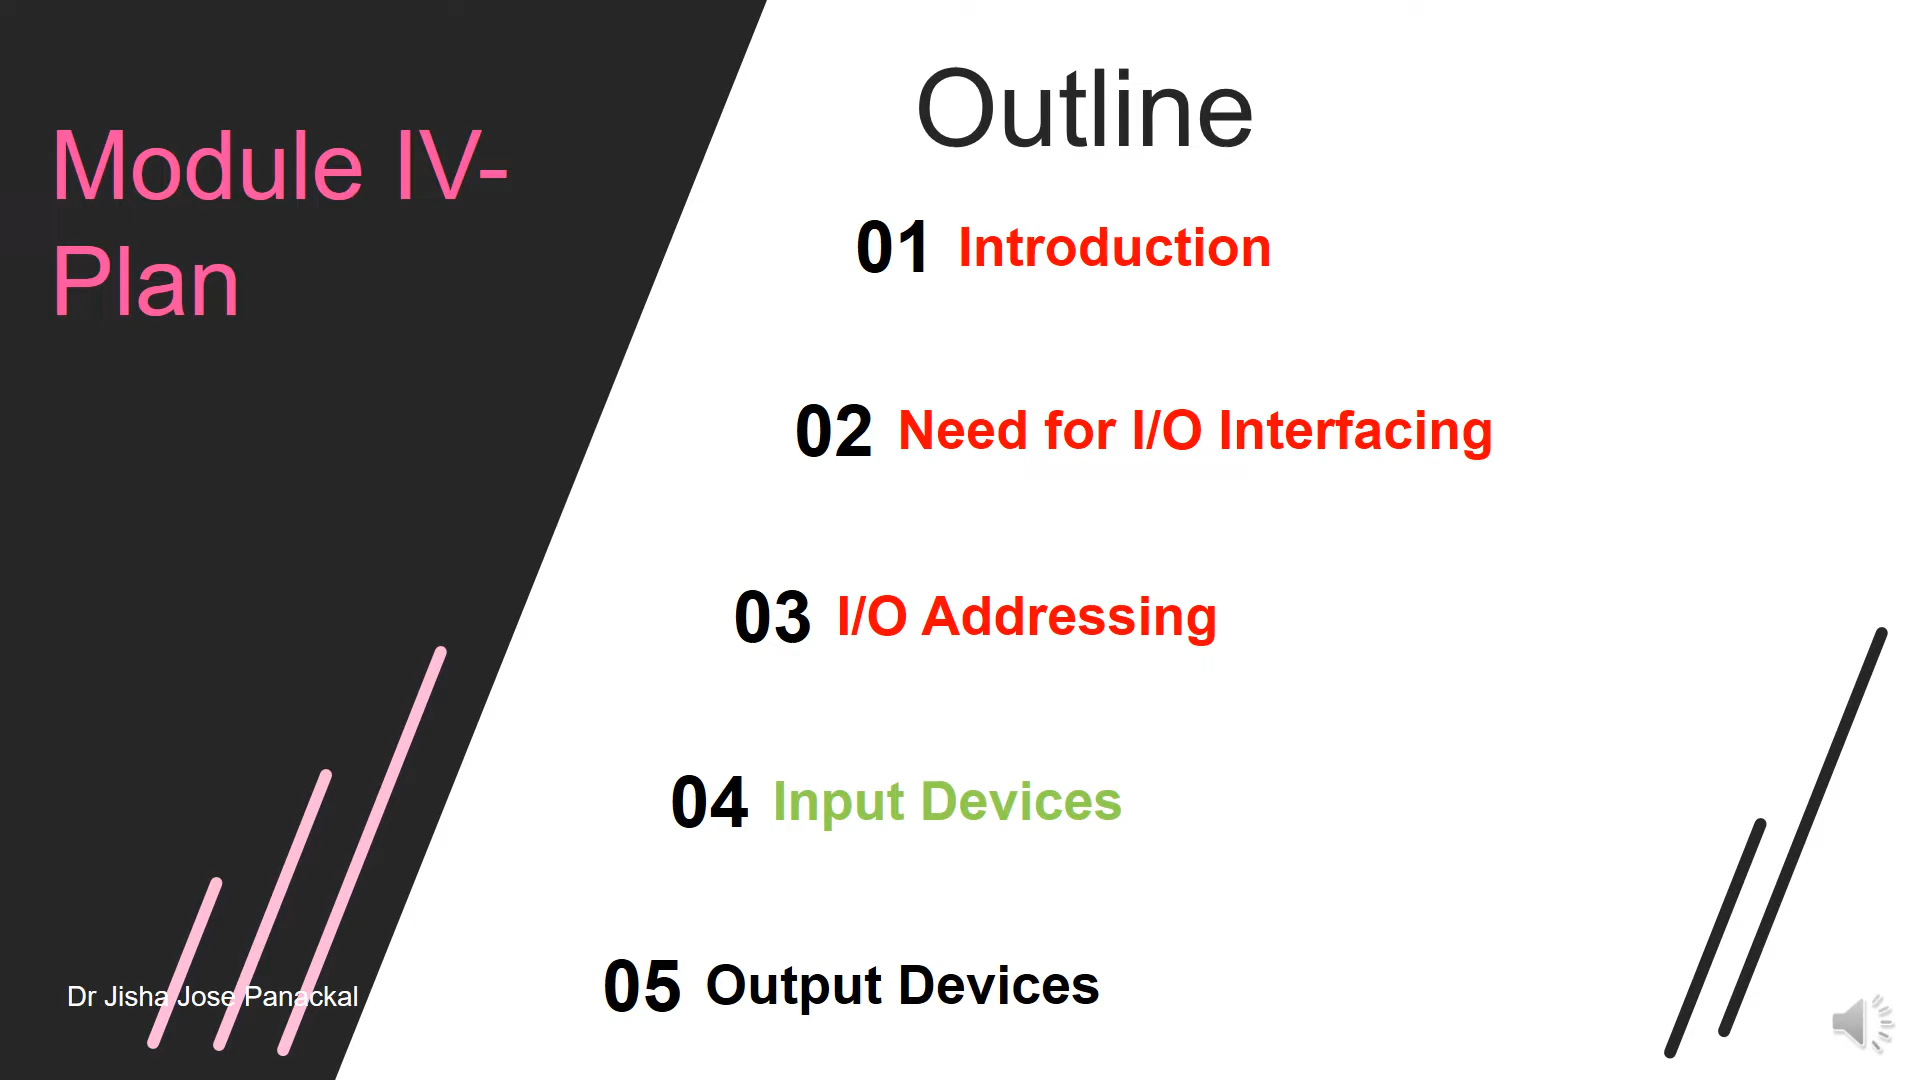 Module IV-
Plan
Outline
01 Introduction
02 Need for I/O Interfacing
03 I/O Addressing
04 Input Devices
05 Output Devices
Dr Jisha Jose Panackal